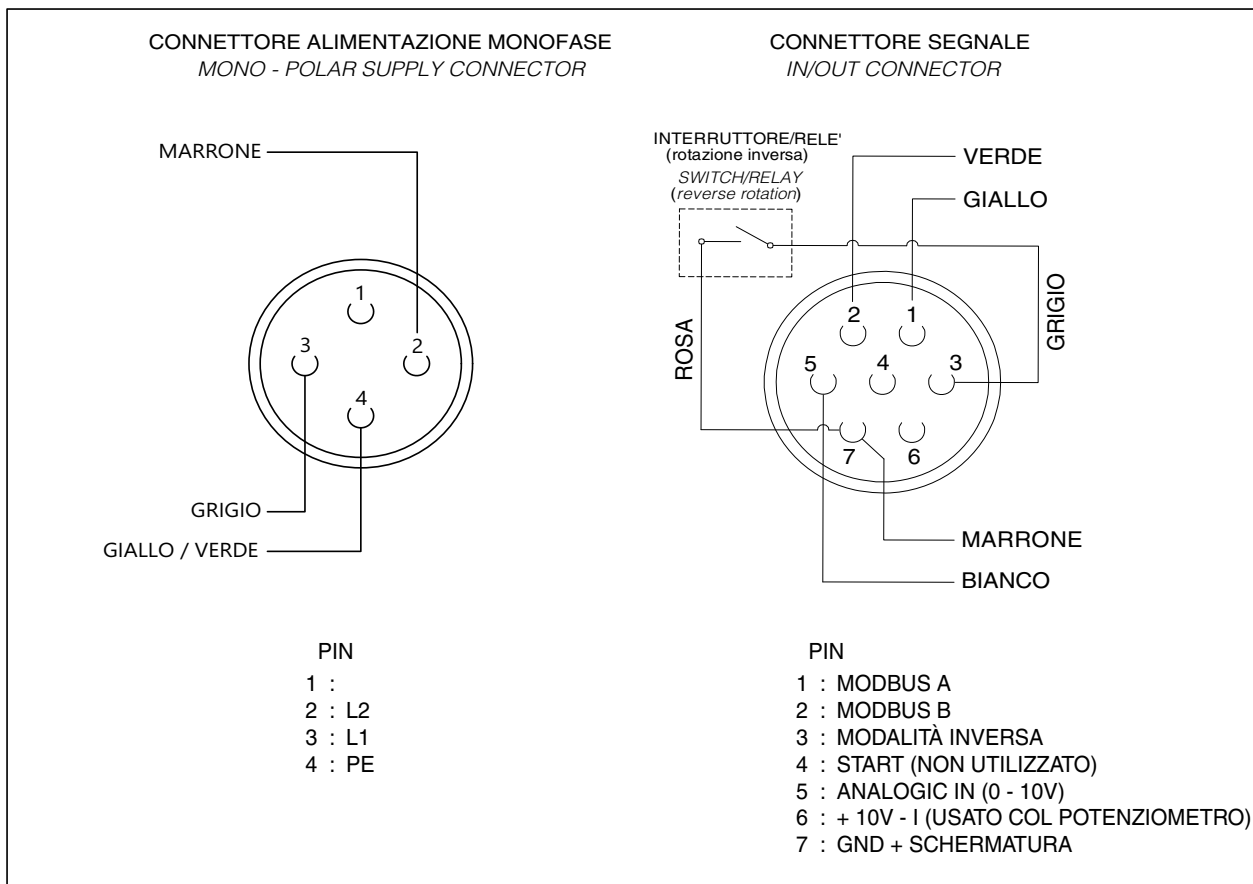 CONNETTORE ALIMENTAZIONE MONOFASE
MONO - POLAR SUPPLY CONNECTOR
MARRONE
1
3
2
4
GRIGIO
GIALLO / VERDE
PIN
1 :
2 : L2
3 : L1
4 : PE
CONNETTORE SEGNALE
IN/OUT CONNECTOR
INTERRUTTORE/RELE'
(rotazione inversa)
SWITCH/RELAY
(reverse rotation)
VERDE
GIALLO
ROSA
GRIGIO
2
1
5
4
3
7
6
MARRONE
BIANCO
PIN
1 : MODBUS A
2 : MODBUS B
3 : MODALITÀ INVERSA
4 : START (NON UTILIZZATO)
5 : ANALOGIC IN (0 - 10V)
6 : + 10V - I (USATO COL POTENZIOMETRO)
7 : GND + SCHERMATURA